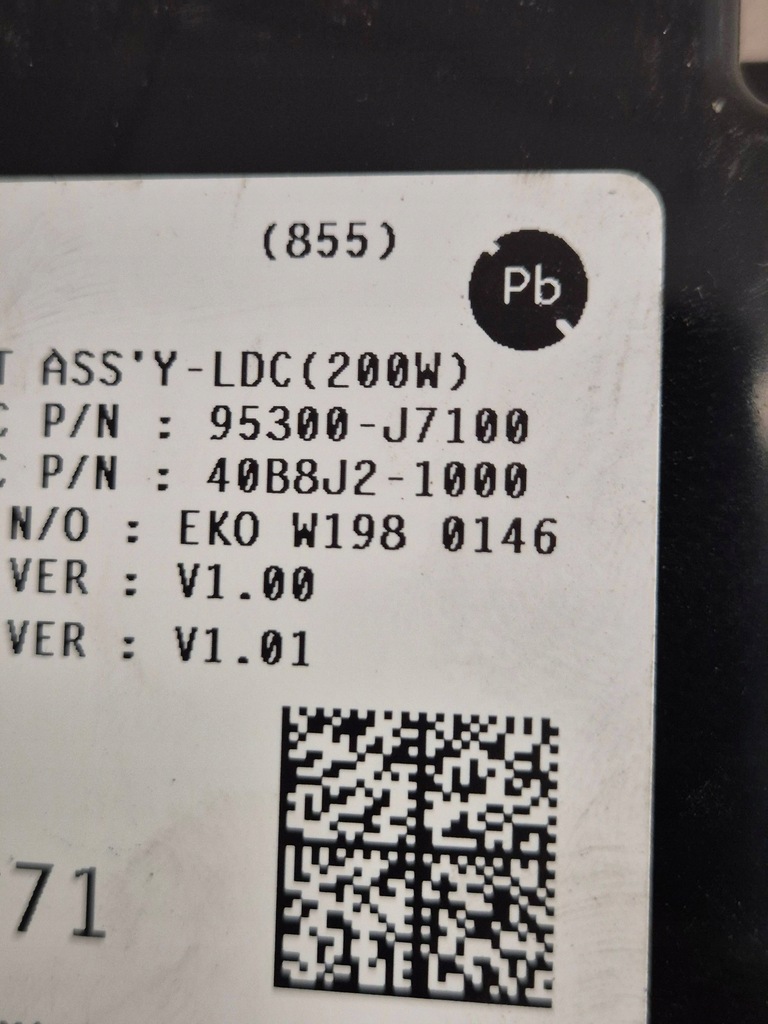 (855)
Pb
T ASS'Y-LDC(200W)
C P/N : 95300-J7100
C P/N : 40B8J2-1000
N/O : EKO W198 0146
VER : V1.00
VER : V1.01
71